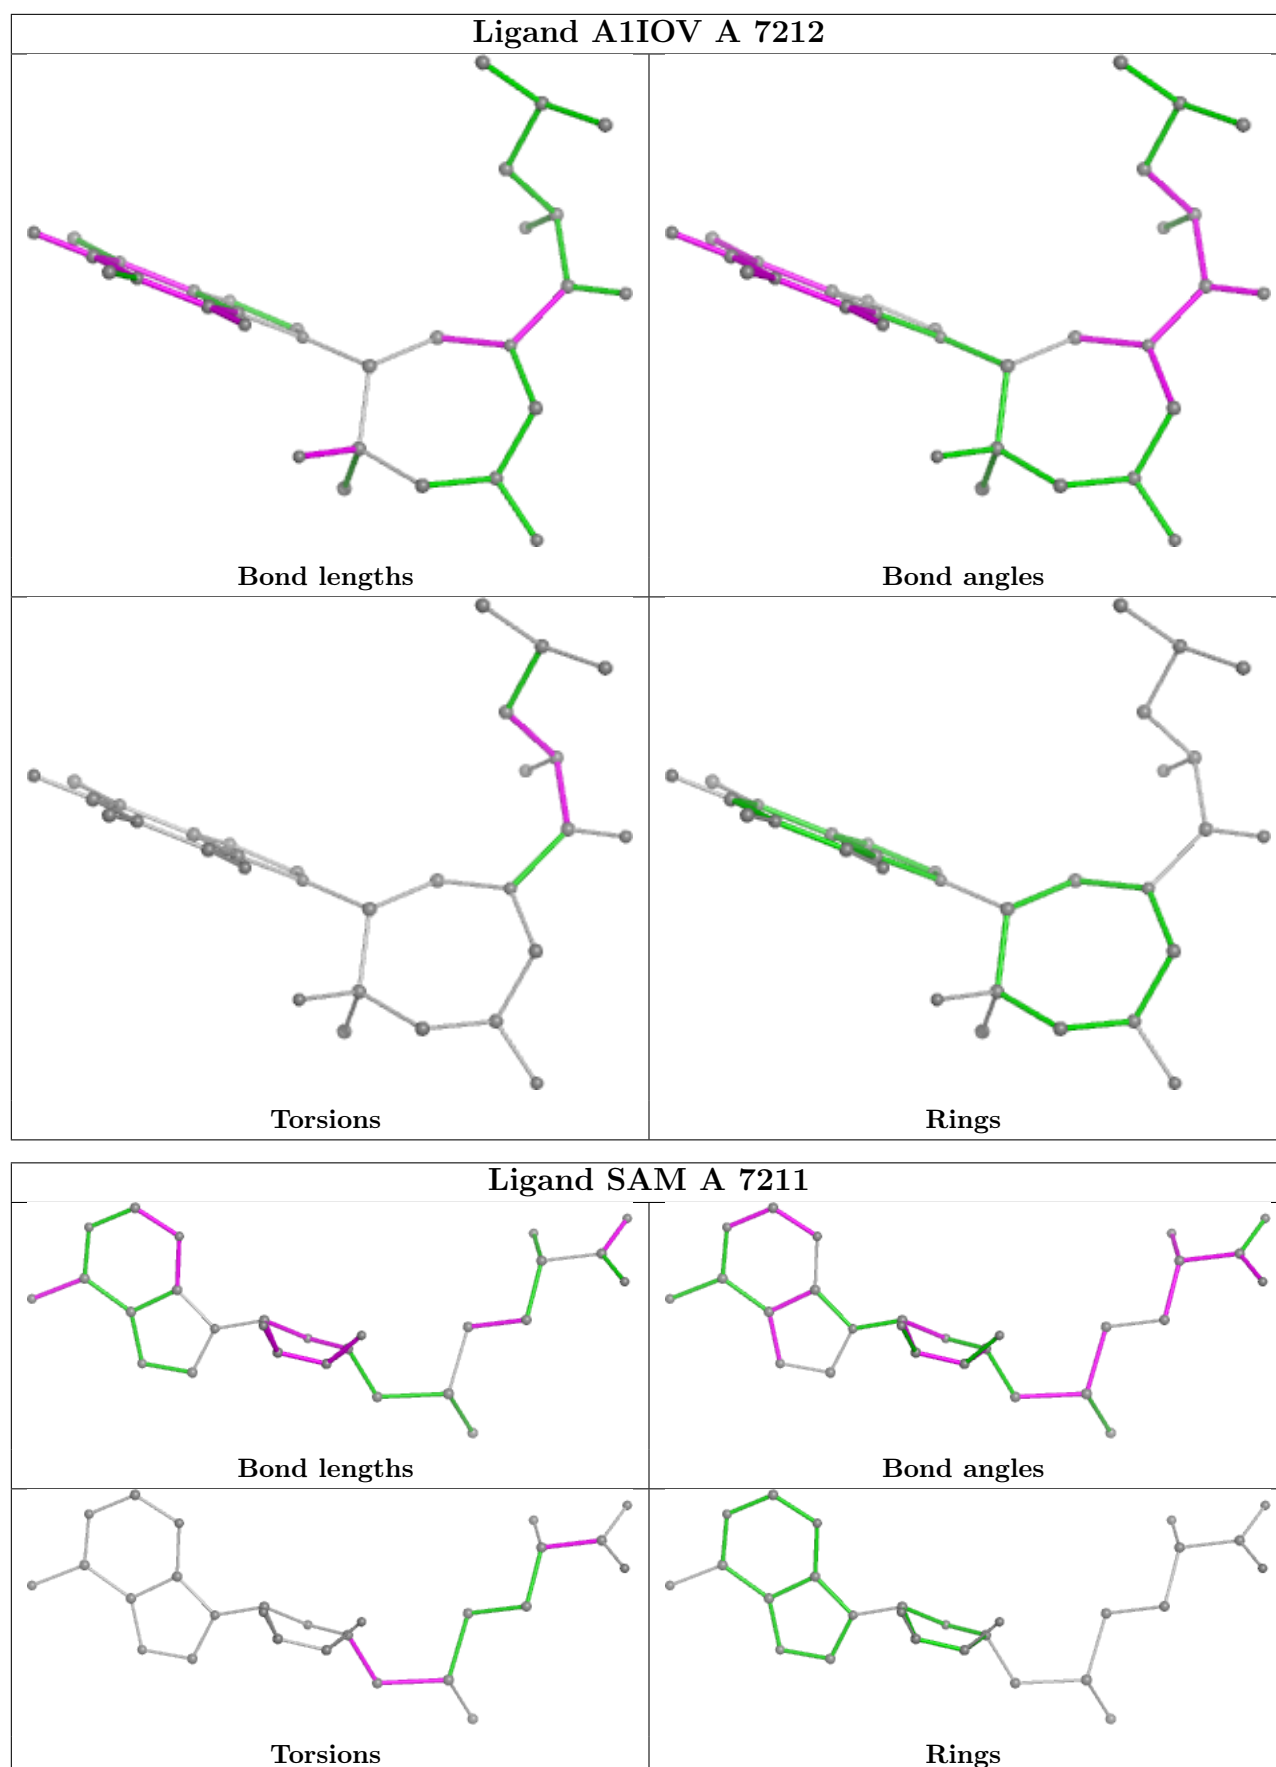 Ligand A1IOV A 7212
Bond lengths
Bond angles
Torsions
Rings
Ligand SAM A 7211
Bond lengths
Bond angles
Torsions
Rings